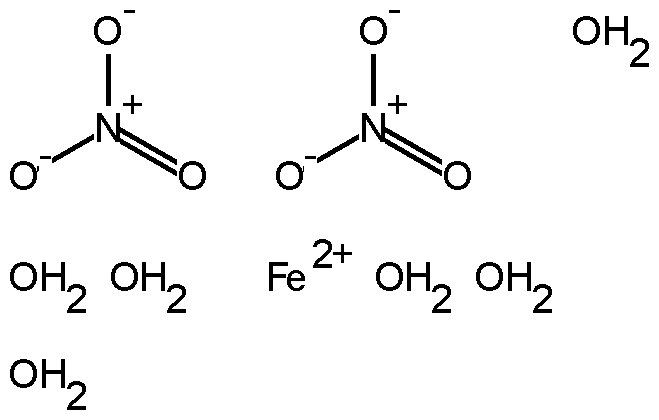 O⁻ O⁻ OH₂
N⁺ N⁺
O⁻ O O⁻ O
OH₂ OH₂ Fe²⁺ OH₂ OH₂
OH₂